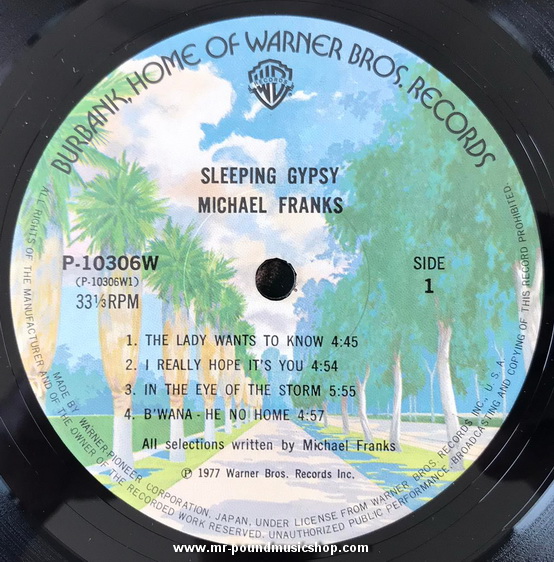 BURBANK, HOME OF WARNER BROS. RECORDS
WB
RECORDS
SLEEPING GYPSY
MICHAEL FRANKS
P-10306W
(P-10306W1)
33⅓RPM
SIDE
1
1. THE LADY WANTS TO KNOW 4:45
2. I REALLY HOPE IT'S YOU 4:54
3. IN THE EYE OF THE STORM 5:55
4. B'WANA - HE NO HOME 4:57
All selections written by Michael Franks
Ⓟ 1977 Warner Bros. Records Inc.
MADE BY WARNER-PIONEER CORPORATION, JAPAN, UNDER LICENSE FROM WARNER BROS. RECORDS INC., U.S.A.
ALL RIGHTS OF THE MANUFACTURER AND OF THE OWNER OF THE RECORDED WORK RESERVED. UNAUTHORIZED PUBLIC PERFORMANCE, BROADCASTING AND COPYING OF THIS RECORD PROHIBITED.
www.mr-poundmusicshop.com